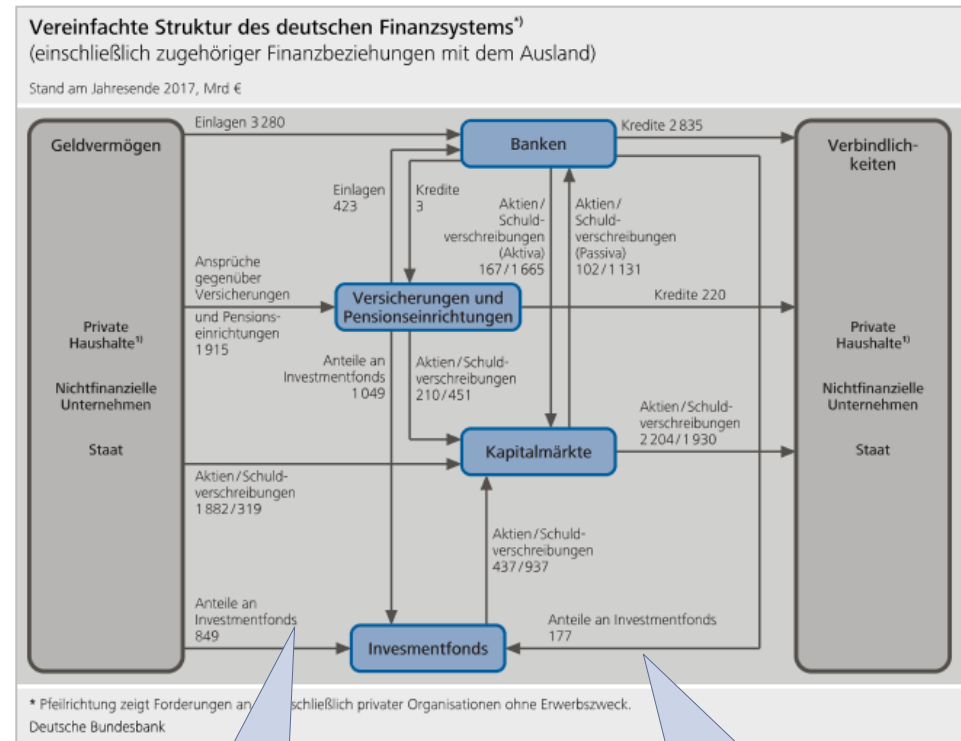 Vereinfachte Struktur des deutschen Finanzsystems*)
(einschließlich zugehöriger Finanzbeziehungen mit dem Ausland)
Stand am Jahresende 2017, Mrd €
Geldvermögen
Private
Haushalte1)
Nichtfinanzielle
Unternehmen
Staat
Einlagen 3 280
Banken
Kredite 2 835
Verbindlich-
keiten
Private
Haushalte1)
Nichtfinanzielle
Unternehmen
Staat
Einlagen
423
Kredite
3
Aktien/
Schuld-
verschreibungen
(Aktiva)
167/1 665
Aktien/
Schuld-
verschreibungen
(Passiva)
102/1 131
Ansprüche
gegenüber
Versicherungen
und Pensions-
einrichtungen
1 915
Versicherungen und
Pensionseinrichtungen
Kredite 220
Anteile an
Investmentfonds
1 049
Aktien/Schuld-
verschreibungen
210/451
Aktien/Schuld-
verschreibungen
2 204/1 930
Kapitalmärkte
Aktien/Schuld-
verschreibungen
1 882/319
Aktien/Schuld-
verschreibungen
437/937
Anteile an
Investmentfonds
849
Invesmentfonds
Anteile an Investmentfonds
177
* Pfeilrichtung zeigt Forderungen an schließlich privater Organisationen ohne Erwerbszweck.
Deutsche Bundesbank